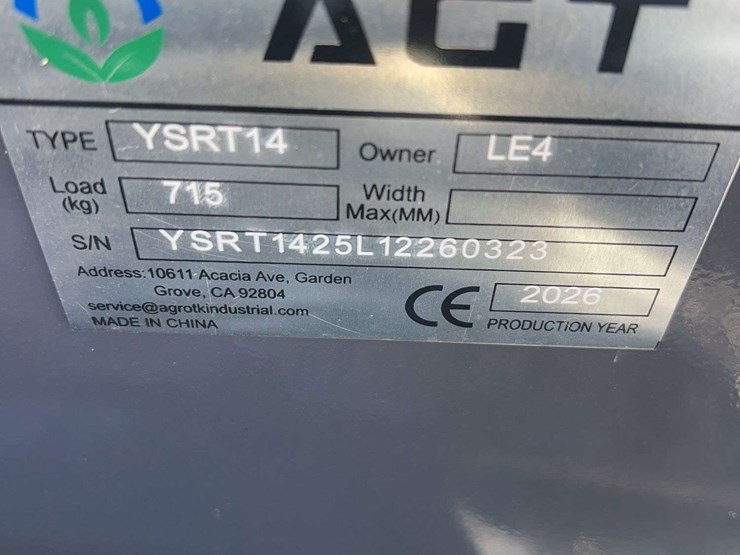 AGT
TYPE YSRT14 Owner LE4
Load (kg) 715 Width Max(MM)
S/N YSRT1425L12260323
Address:10611 Acacia Ave, Garden
Grove, CA 92804
service@agrotkindustrial.com
MADE IN CHINA
CE 2026
PRODUCTION YEAR